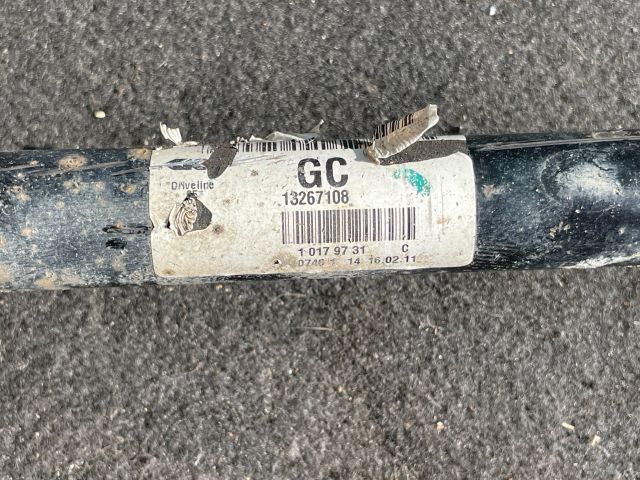 Driveline
GC
13267108
1 017 97 31 C
14 16.02.11